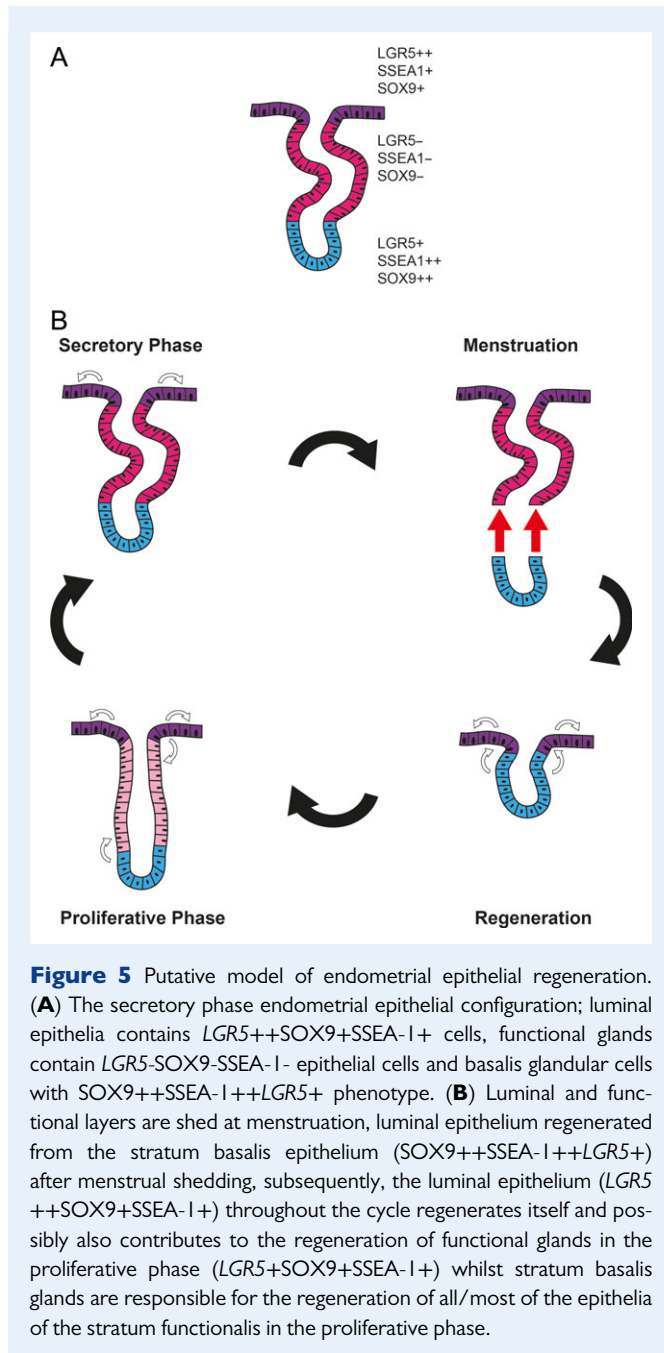 A
LGR5++
SSEA1+
SOX9+
LGR5–
SSEA1–
SOX9–
LGR5+
SSEA1++
SOX9++
B
Secretory Phase
Menstruation
Proliferative Phase
Regeneration
Figure 5 Putative model of endometrial epithelial regeneration.
(A) The secretory phase endometrial epithelial configuration; luminal
epithelia contains LGR5++SOX9+SSEA-1+ cells, functional glands
contain LGR5-SOX9-SSEA-1- epithelial cells and basalis glandular cells
with SOX9++SSEA-1++LGR5+ phenotype. (B) Luminal and func-
tional layers are shed at menstruation, luminal epithelium regenerated
from the stratum basalis epithelium (SOX9++SSEA-1++LGR5+)
after menstrual shedding, subsequently, the luminal epithelium (LGR5
++SOX9+SSEA-1+) throughout the cycle regenerates itself and pos-
sibly also contributes to the regeneration of functional glands in the
proliferative phase (LGR5+SOX9+SSEA-1+) whilst stratum basalis
glands are responsible for the regeneration of all/most of the epithelia
of the stratum functionalis in the proliferative phase.